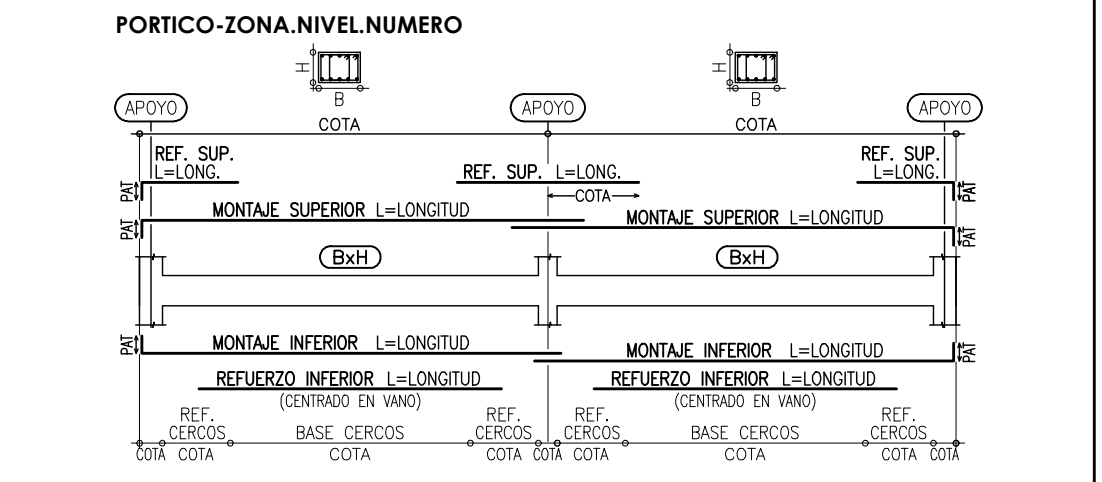 PORTICO-ZONA.NIVEL.NUMERO
H
B
H
B
APOYO
APOYO
APOYO
COTA
COTA
REF. SUP.
L=LONG.
REF. SUP. L=LONG.
REF. SUP.
L=LONG.
PAT
COTA
PAT
MONTAJE SUPERIOR L=LONGITUD
MONTAJE SUPERIOR L=LONGITUD
PAT
PAT
BxH
BxH
MONTAJE INFERIOR L=LONGITUD
MONTAJE INFERIOR L=LONGITUD
PAT
PAT
REFUERZO INFERIOR L=LONGITUD
(CENTRADO EN VANO)
REFUERZO INFERIOR L=LONGITUD
(CENTRADO EN VANO)
REF.
CERCOS
BASE CERCOS
REF.
CERCOS
REF.
CERCOS
BASE CERCOS
REF.
CERCOS
COTA COTA COTA COTA COTA COTA COTA COTA COTA